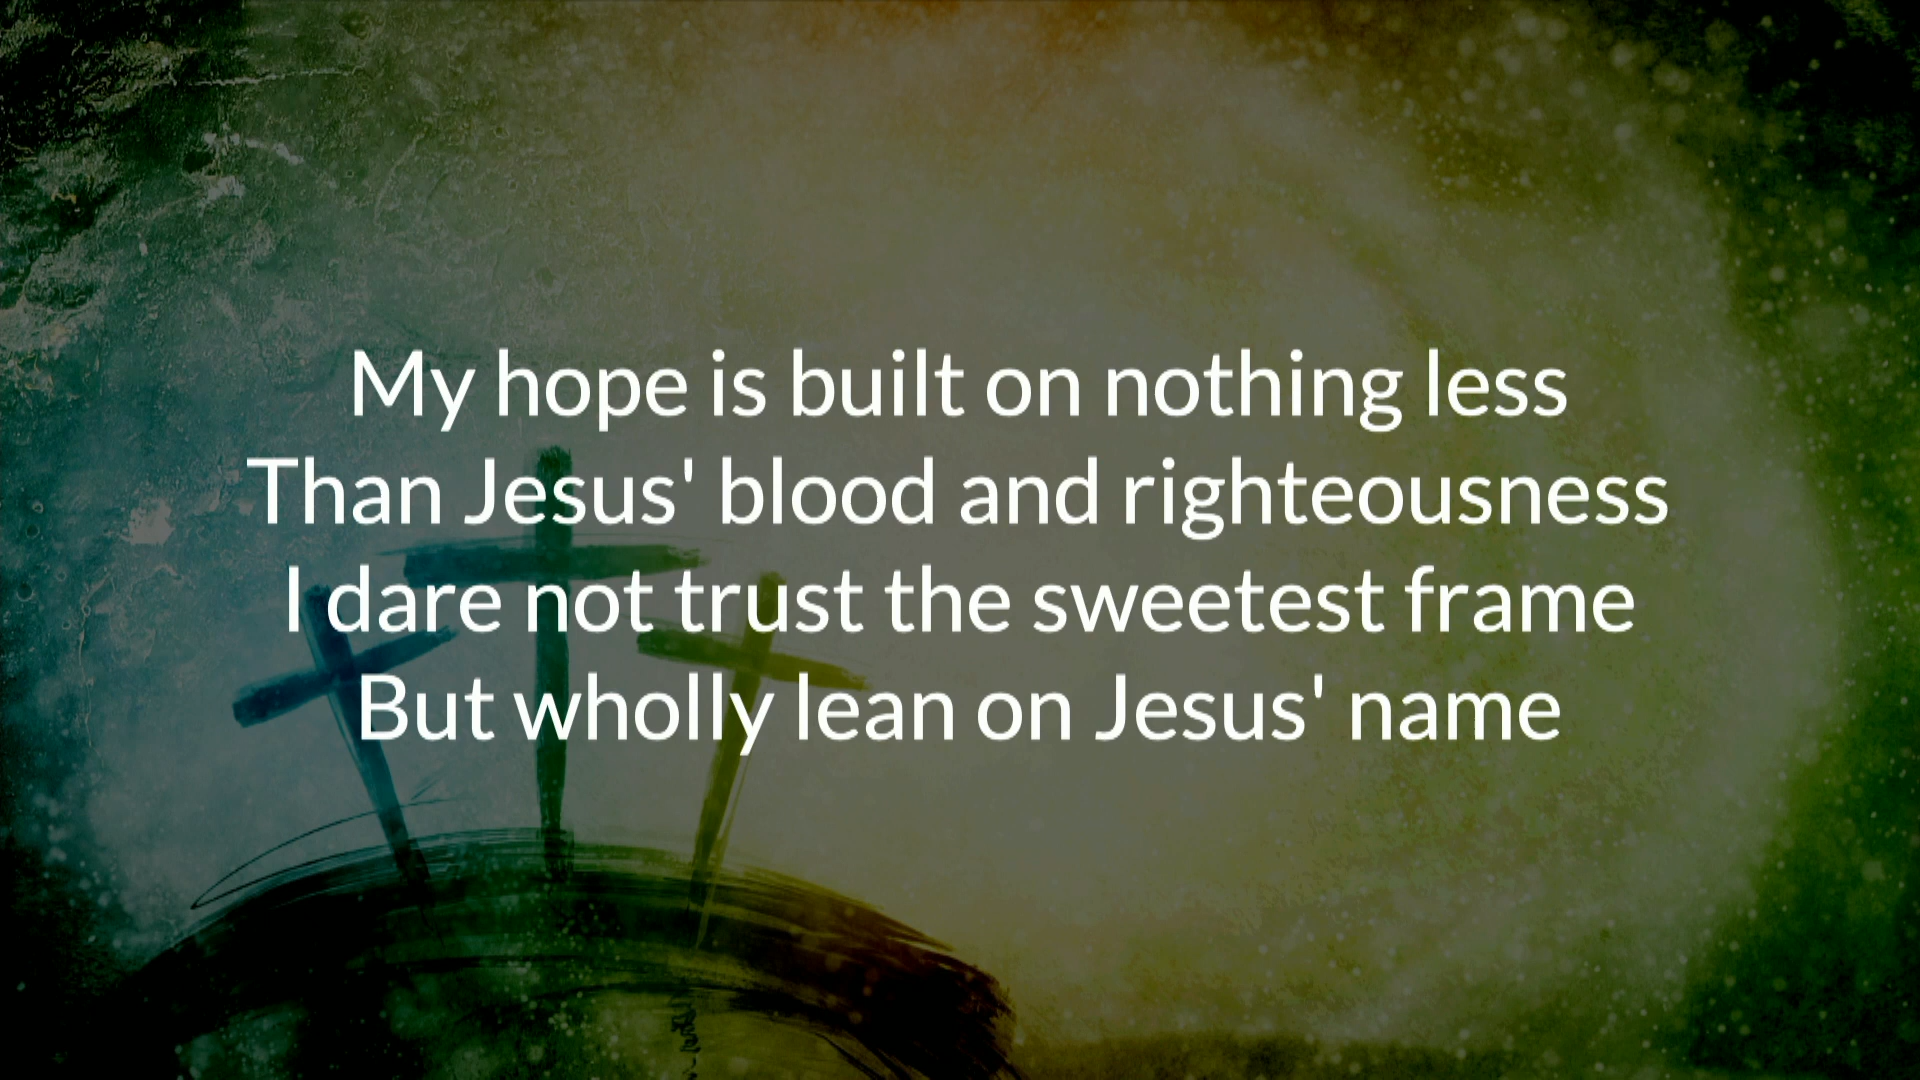 My hope is built on nothing less
Than Jesus' blood and righteousness
I dare not trust the sweetest frame
But wholly lean on Jesus' name